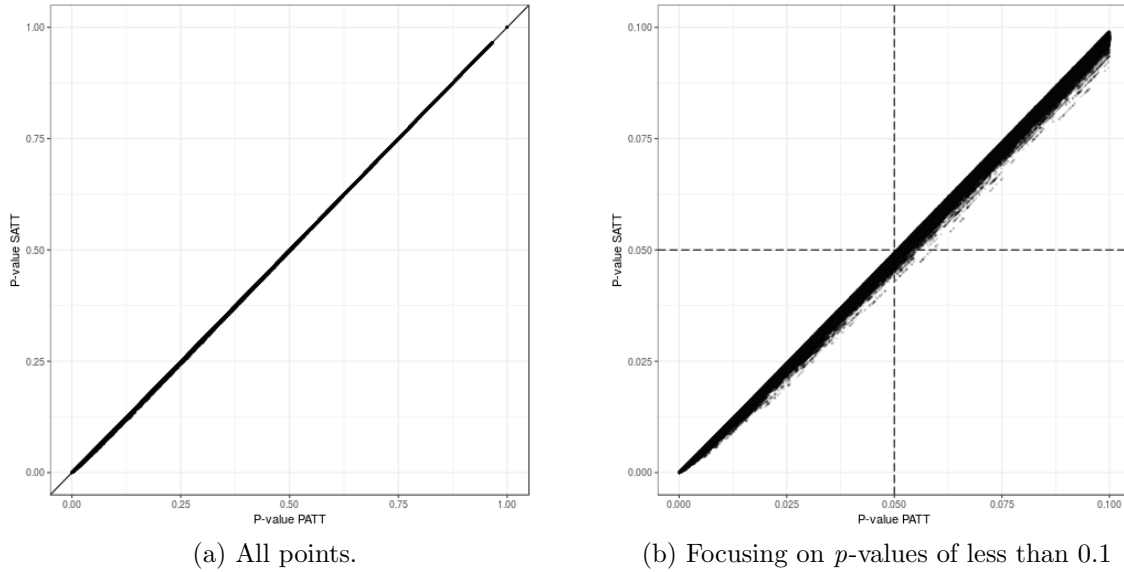 1.00
0.75
0.50
0.25
0.00
P-value SATT
0.00 0.25 0.50 0.75 1.00
P-value PATT
(a) All points.
0.100
0.075
0.050
0.025
0.000
P-value SATT
0.000 0.025 0.050 0.075 0.100
P-value PATT
(b) Focusing on p-values of less than 0.1